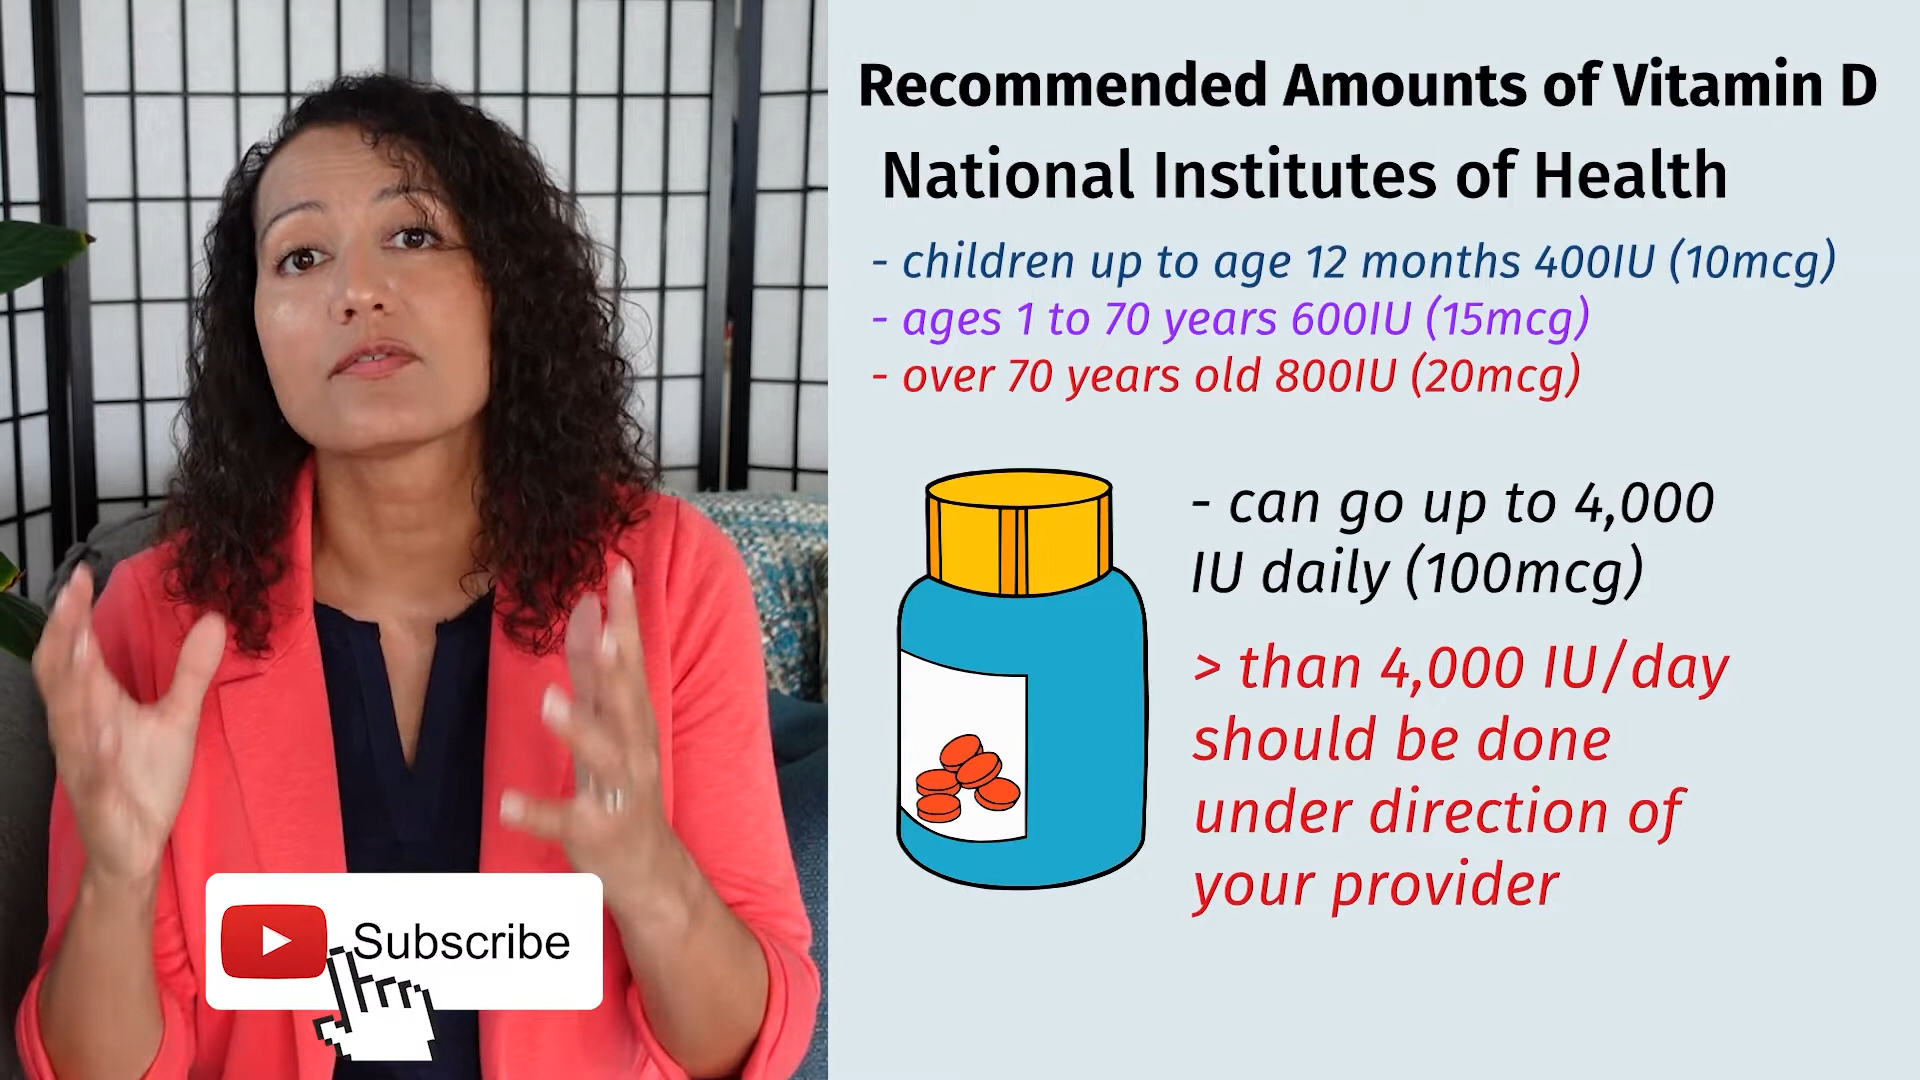 Recommended Amounts of Vitamin D
National Institutes of Health
- children up to age 12 months 400IU (10mcg)
- ages 1 to 70 years 600IU (15mcg)
- over 70 years old 800IU (20mcg)
- can go up to 4,000
IU daily (100mcg)
> than 4,000 IU/day
should be done
under direction of
your provider
Subscribe